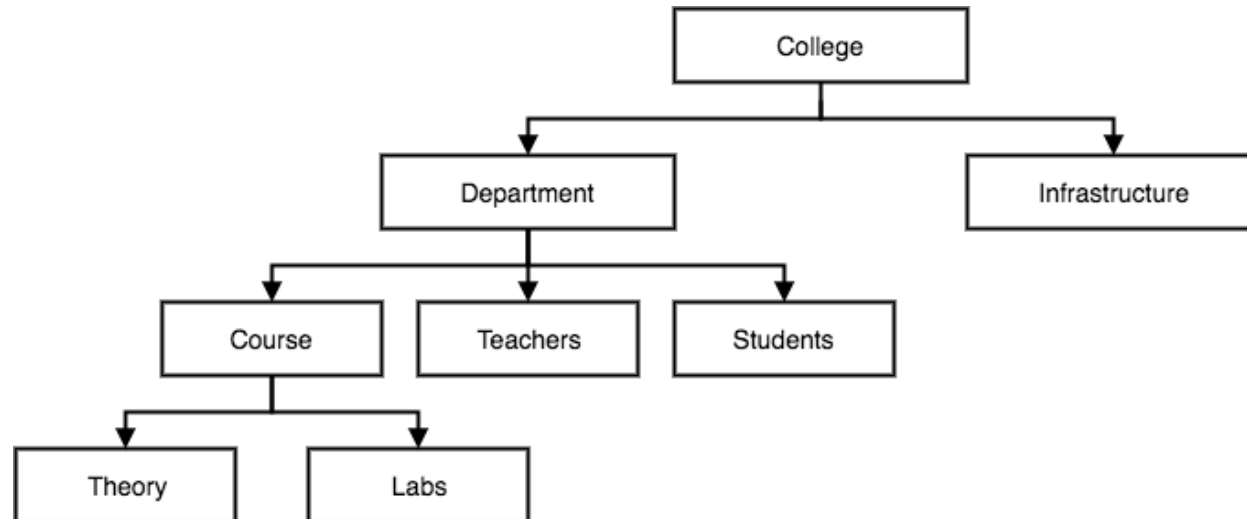 College
Department
Infrastructure
Course
Teachers
Students
Theory
Labs